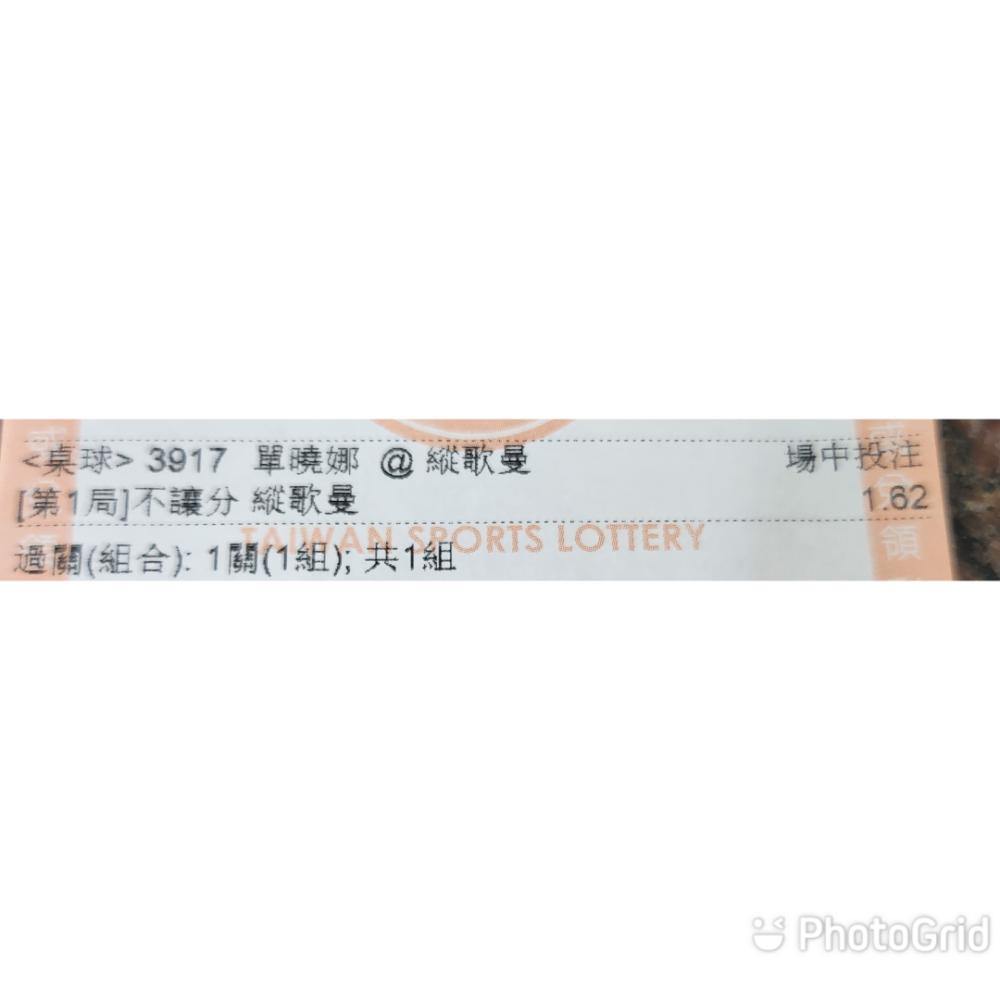 <桌球> 3917 單曉娜 @ 縱歌曼 場中投注
[第1局]不讓分 縱歌曼 1.62
TAIWAN SPORTS LOTTERY
過關(組合): 1關(1組); 共1組
領
PhotoGrid